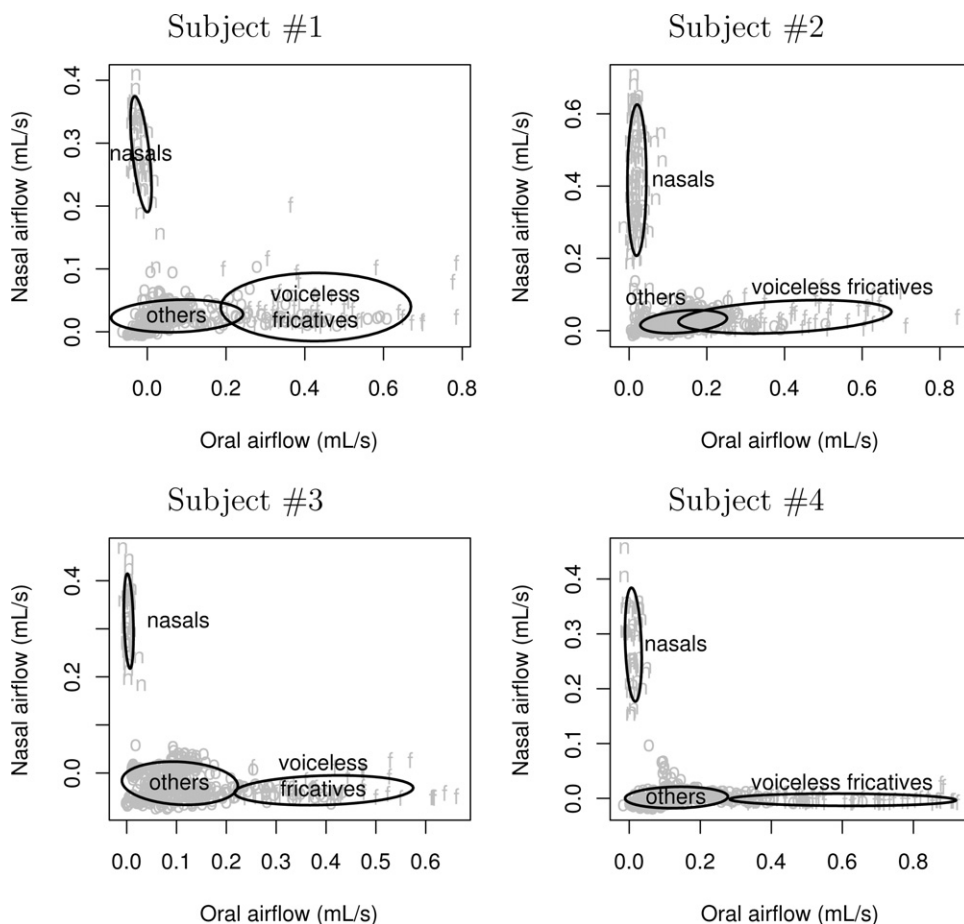 Subject #1
Nasal airflow (mL/s)
0.4
0.3
0.2
0.1
0.0
nasals
others
voiceless
fricatives
0.0 0.2 0.4 0.6 0.8
Oral airflow (mL/s)
Subject #2
Nasal airflow (mL/s)
0.6
0.4
0.2
0.0
nasals
others
voiceless fricatives
0.0 0.2 0.4 0.6 0.8
Oral airflow (mL/s)
Subject #3
Nasal airflow (mL/s)
0.4
0.2
0.0
nasals
others
voiceless
fricatives
0.0 0.1 0.2 0.3 0.4 0.5 0.6
Oral airflow (mL/s)
Subject #4
Nasal airflow (mL/s)
0.4
0.3
0.2
0.1
0.0
nasals
others
voiceless fricatives
0.0 0.2 0.4 0.6 0.8
Oral airflow (mL/s)